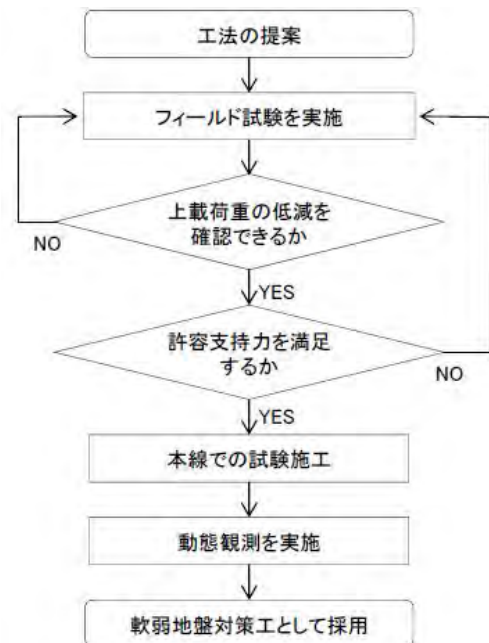 工法の提案
フィールド試験を実施
上載荷重の低減を
確認できるか
NO
YES
許容支持力を満足
するか
NO
YES
本線での試験施工
動態観測を実施
軟弱地盤対策工として採用